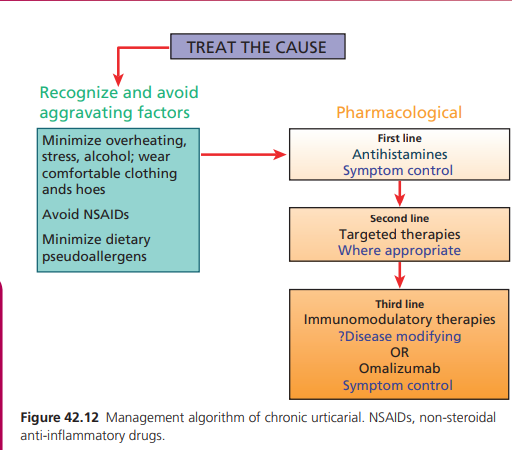 TREAT THE CAUSE
Recognize and avoid
aggravating factors
Minimize overheating,
stress, alcohol; wear
comfortable clothing
ands hoes
Avoid NSAIDs
Minimize dietary
pseudoallergens
Pharmacological
First line
Antihistamines
Symptom control
Second line
Targeted therapies
Where appropriate
Third line
Immunomodulatory therapies
?Disease modifying
OR
Omalizumab
Symptom control
Figure 42.12 Management algorithm of chronic urticarial. NSAIDs, non-steroidal
anti-inflammatory drugs.